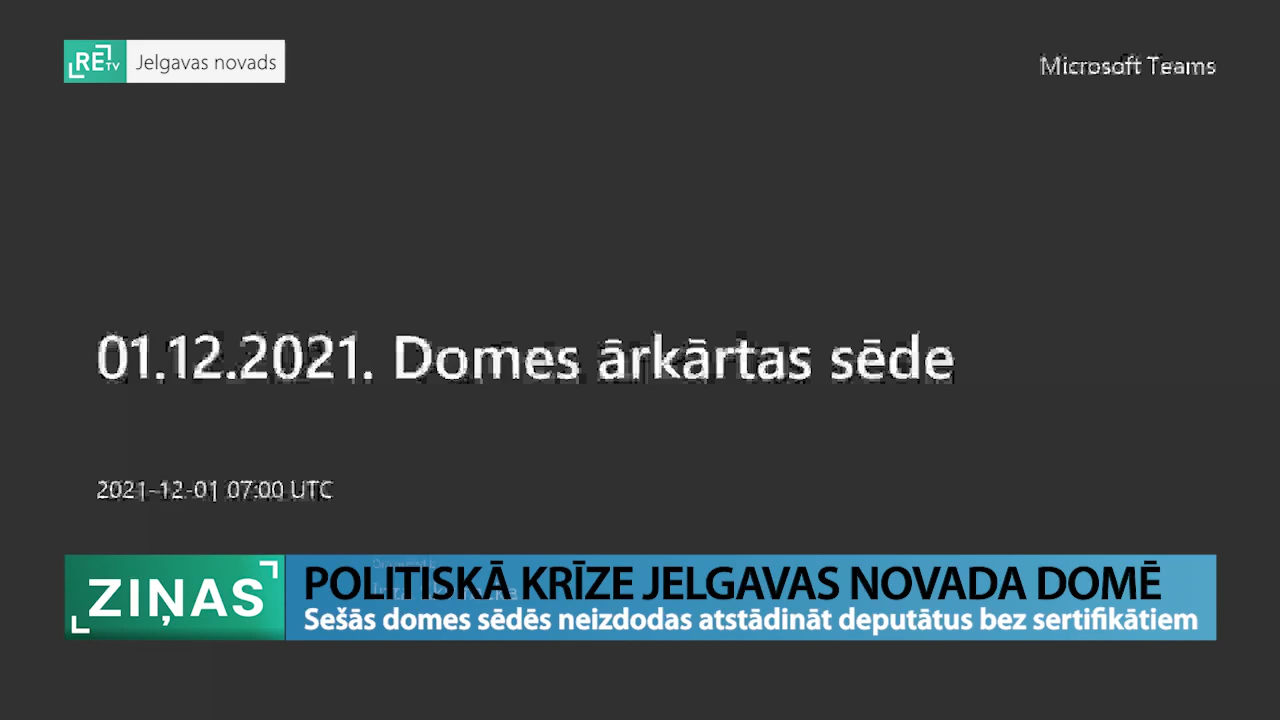 RE TV Jelgavas novads
Microsoft Teams
01.12.2021. Domes ārkārtas sēde
2021-12-01 07:00 UTC
ZIŅAS
POLITISKĀ KRĪZE JELGAVAS NOVADA DOMĒ
Sešās domes sēdēs neizdodas atstādināt deputātus bez sertifikātiem